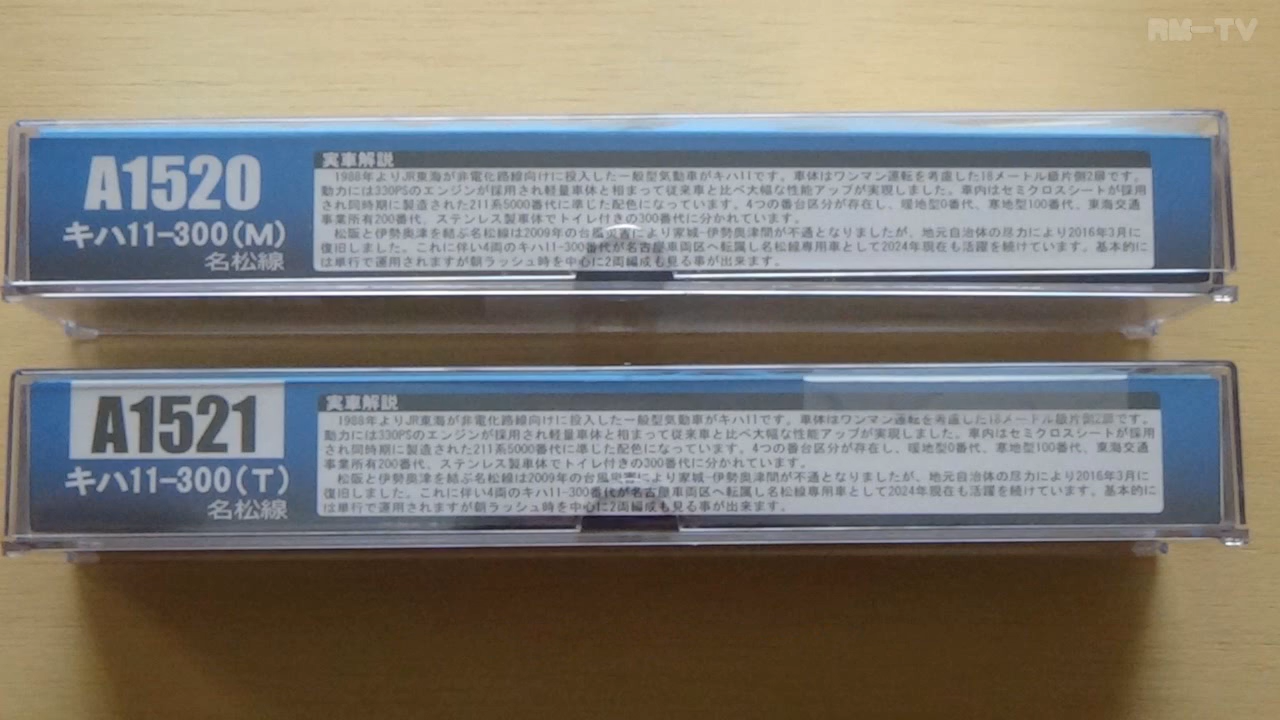 RM-TV
A1520
キハ11-300(M)
名松線
実車解説
1988年よりJR東海が非電化路線向けに投入した一般型気動車がキハ11です。車体はワンマン運転を考慮した18メートル級片側2扉です。
動力には330PSのエンジンが採用され軽量車体と相まって従来車と比べ大幅な性能アップが実現しました。車内はセミクロスシートが採用
され同時期に製造された211系5000番代に準じた配色になっています。4つの番台区分が存在し、暖地型0番代、寒地型100番代、東海交通
事業所有200番代、ステンレス製車体でトイレ付きの300番代に分かれています。
松阪と伊勢奥津を結ぶ名松線は2009年の台風災害により家城-伊勢奥津間が不通となりましたが、地元自治体の尽力により2016年3月に
復旧しました。これに伴い4両のキハ11-300番代が名古屋車両区へ転属し名松線専用車として2024年現在も活躍を続けています。基本的に
は単行で運用されますが朝ラッシュ時を中心に2両編成も見る事が出来ます。
A1521
キハ11-300(T)
名松線
実車解説
1988年よりJR東海が非電化路線向けに投入した一般型気動車がキハ11です。車体はワンマン運転を考慮した18メートル級片側2扉です。
動力には330PSのエンジンが採用され軽量車体と相まって従来車と比べ大幅な性能アップが実現しました。車内はセミクロスシートが採用
され同時期に製造された211系5000番代に準じた配色になっています。4つの番台区分が存在し、暖地型0番代、寒地型100番代、東海交通
事業所有200番代、ステンレス製車体でトイレ付きの300番代に分かれています。
松阪と伊勢奥津を結ぶ名松線は2009年の台風災害により家城-伊勢奥津間が不通となりましたが、地元自治体の尽力により2016年3月に
復旧しました。これに伴い4両のキハ11-300番代が名古屋車両区へ転属し名松線専用車として2024年現在も活躍を続けています。基本的に
は単行で運用されますが朝ラッシュ時を中心に2両編成も見る事が出来ます。